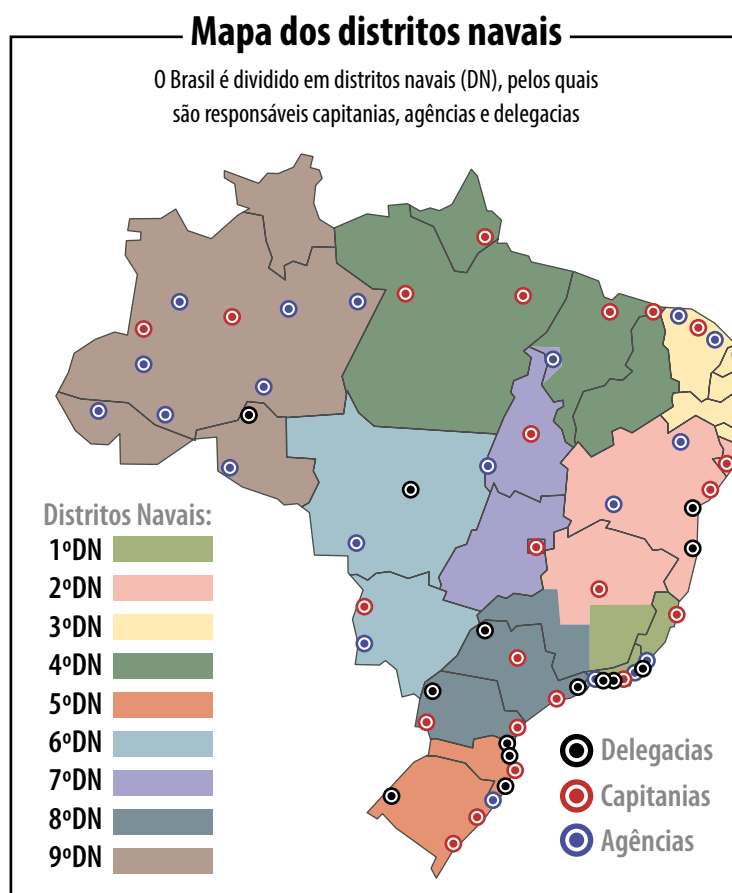 Mapa dos distritos navais
O Brasil é dividido em distritos navais (DN), pelos quais
são responsáveis capitanias, agências e delegacias
Distritos Navais:
1ºDN
2ºDN
3ºDN
4ºDN
5ºDN
6ºDN
7ºDN
8ºDN
9ºDN
Delegacias
Capitanias
Agências